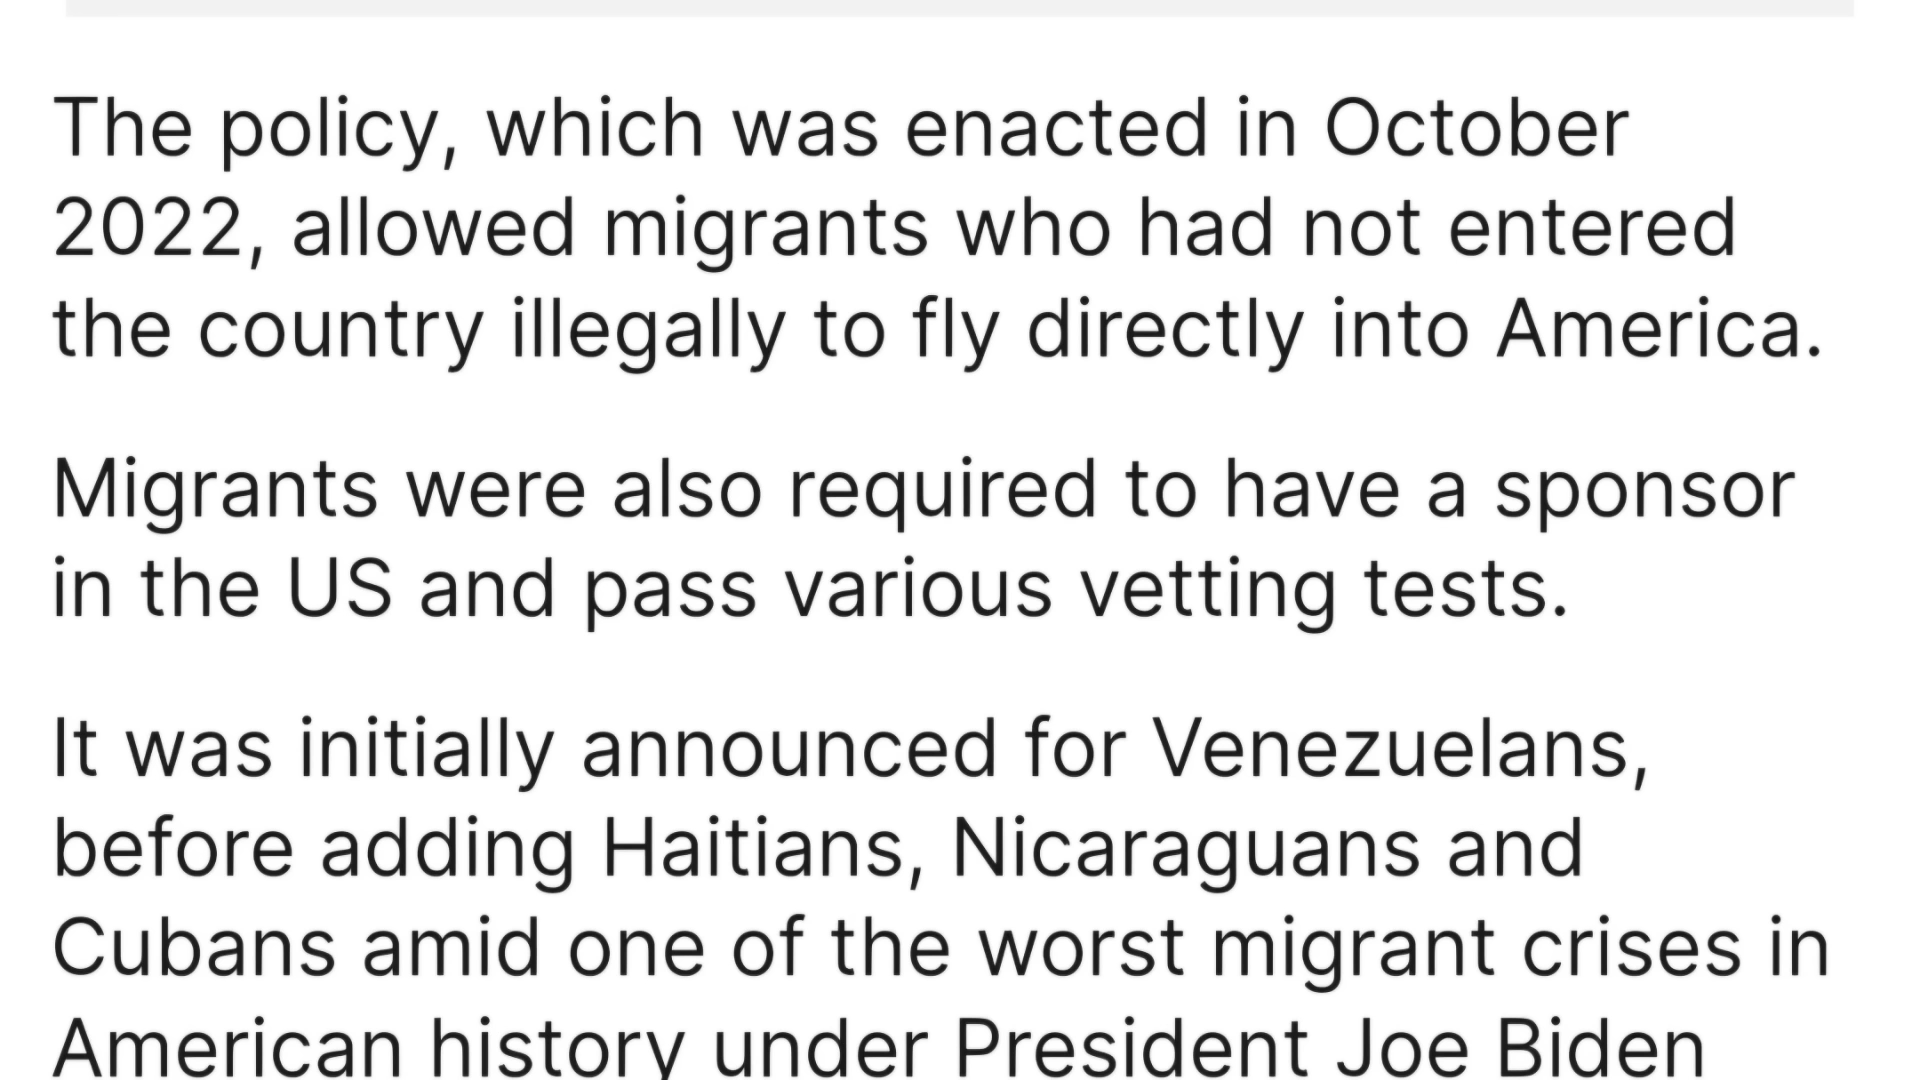 The policy, which was enacted in October
2022, allowed migrants who had not entered
the country illegally to fly directly into America.
Migrants were also required to have a sponsor
in the US and pass various vetting tests.
It was initially announced for Venezuelans,
before adding Haitians, Nicaraguans and
Cubans amid one of the worst migrant crises in
American history under President Joe Biden